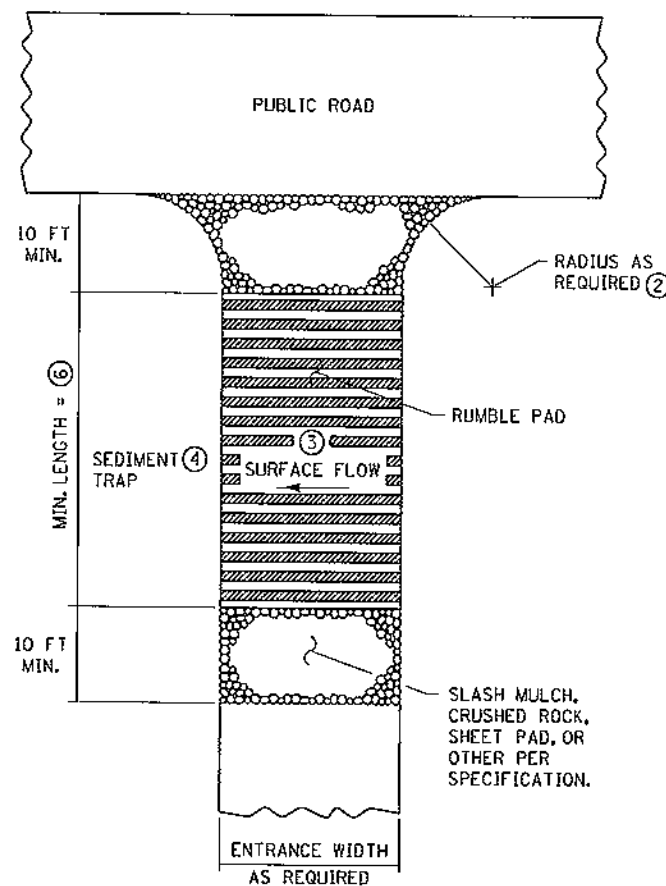 PUBLIC ROAD
10 FT
MIN.
RADIUS AS
REQUIRED ②
RUMBLE PAD
MIN. LENGTH = ⑥
③
SEDIMENT ④
TRAP
SURFACE FLOW
10 FT
MIN.
SLASH MULCH,
CRUSHED ROCK,
SHEET PAD, OR
OTHER PER
SPECIFICATION.
ENTRANCE WIDTH
AS REQUIRED